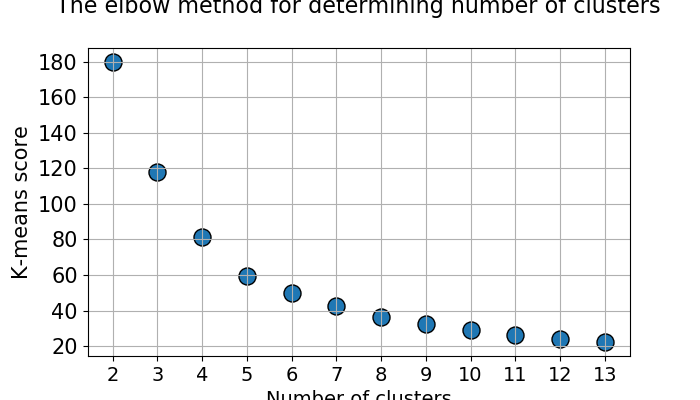 The elbow method for determining number of clusters
180
160
140
120
100
80
60
40
20
K-means score
2 3 4 5 6 7 8 9 10 11 12 13
Number of clusters